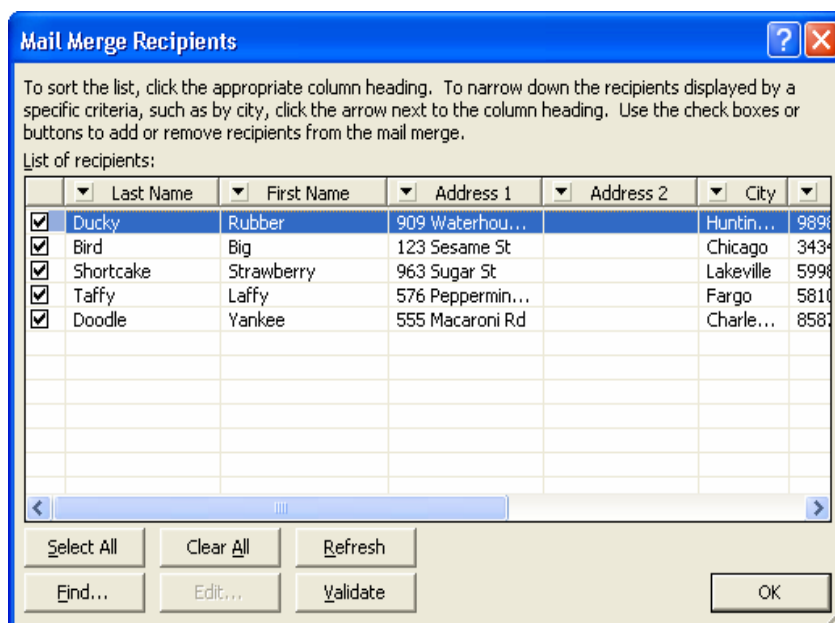 Mail Merge Recipients
To sort the list, click the appropriate column heading. To narrow down the recipients displayed by a
specific criteria, such as by city, click the arrow next to the column heading. Use the check boxes or
buttons to add or remove recipients from the mail merge.
List of recipients:
Last Name First Name Address 1 Address 2 City
Ducky Rubber 909 Waterhou... Huntin... 9898
Bird Big 123 Sesame St Chicago 3434
Shortcake Strawberry 963 Sugar St Lakeville 5998
Taffy Laffy 576 Peppermin... Fargo 5810
Doodle Yankee 555 Macaroni Rd Charle... 8587
Select All Clear All Refresh
Find... Edit... Validate OK